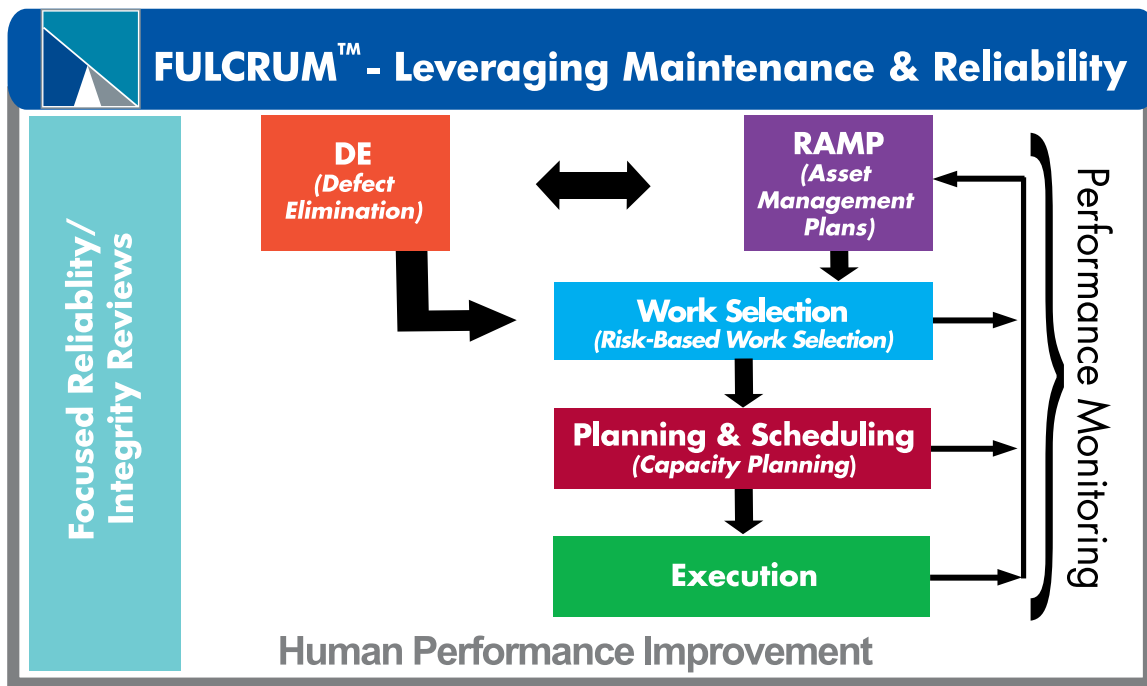 FULCRUM™ - Leveraging Maintenance & Reliability
Focused Reliablity/
Integrity Reviews
DE
(Defect
Elimination)
RAMP
(Asset
Management
Plans)
Work Selection
(Risk-Based Work Selection)
Planning & Scheduling
(Capacity Planning)
Execution
Performance Monitoring
Human Performance Improvement